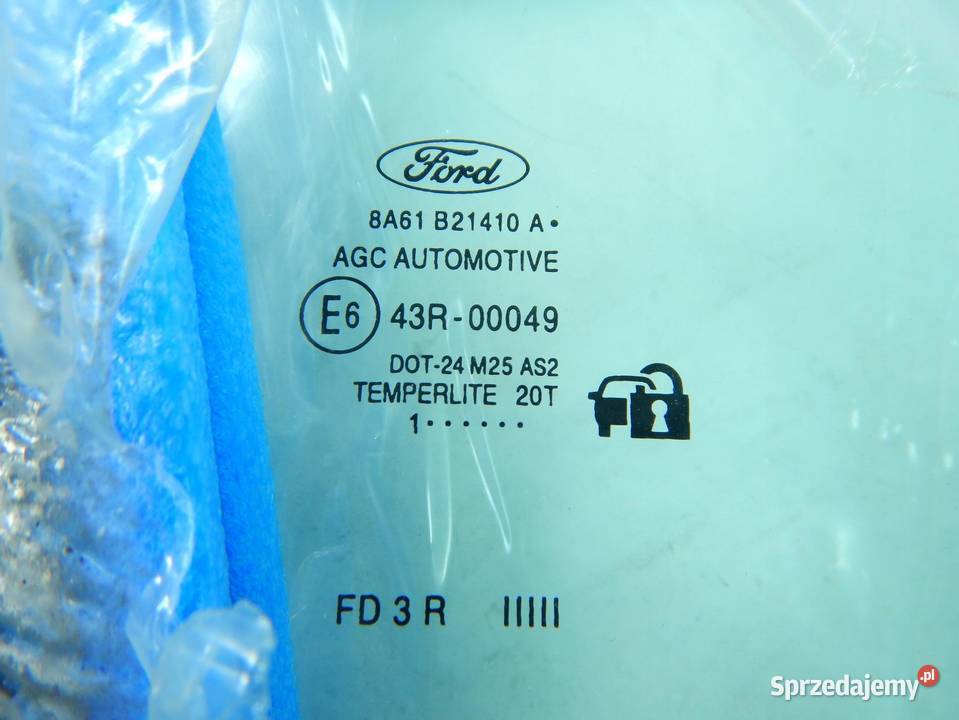 Ford
8A61 B21410 A•
AGC AUTOMOTIVE
E6 43R-00049
DOT-24 M25 AS2
TEMPERLITE 20T
1······
FD 3 R IIIII
Sprzedajemy.pl